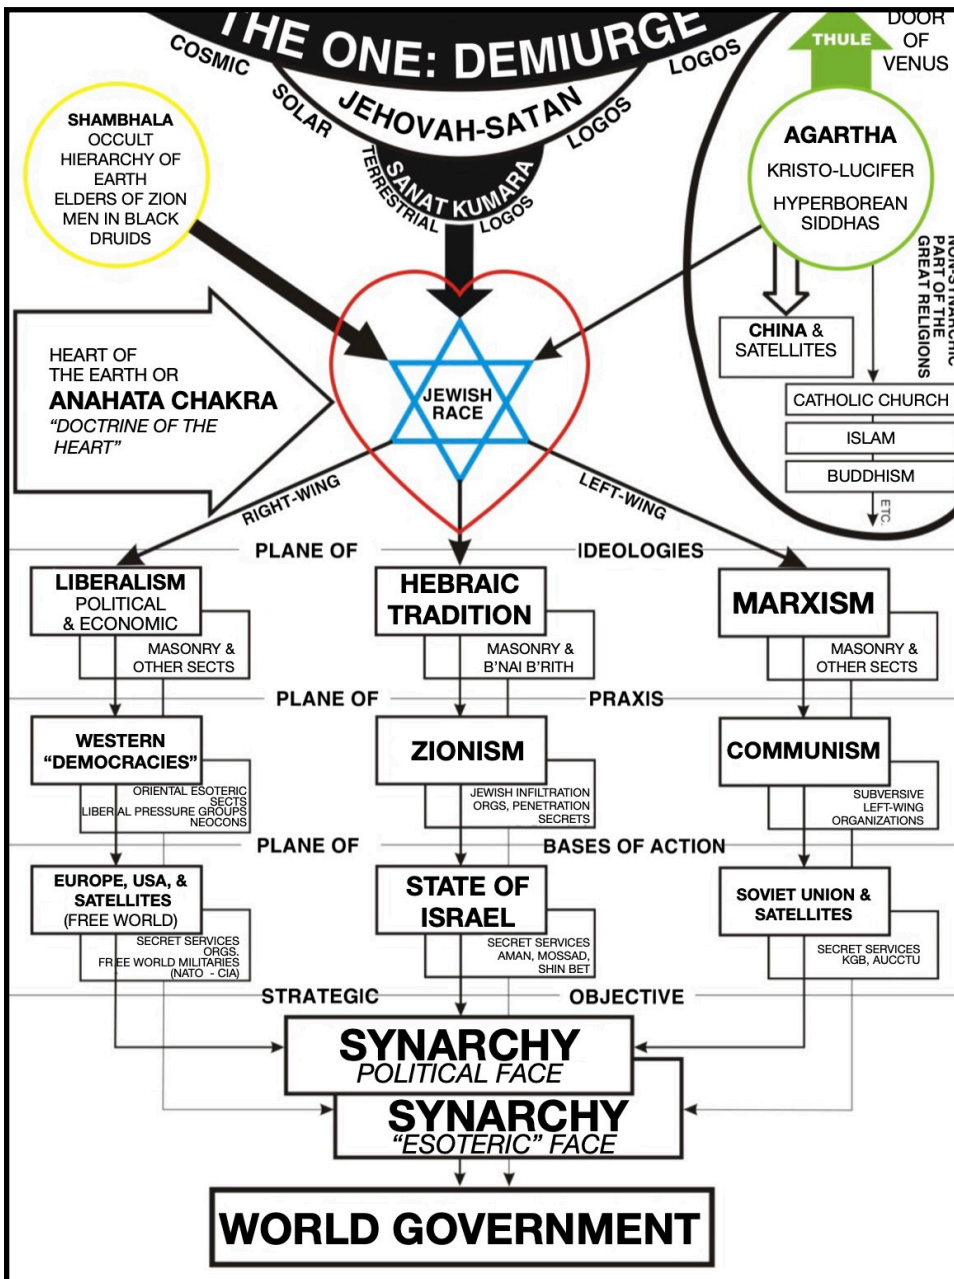 THE ONE: DEMIURGE
COSMIC
LOGOS
JEHOVAH-SATAN
SOLAR
LOGOS
SANAT KUMARA
TERRESTRIAL
LOGOS
DOOR
OF
VENUS
THULE
SHAMBHALA
OCCULT
HIERARCHY OF
EARTH
ELDERS OF ZION
MEN IN BLACK
DRUIDS
AGARTHA
KRISTO-LUCIFER
HYPERBOREAN
SIDDHAS
NON-SYNARCHIC
PART OF THE
GREAT RELIGIONS
CHINA &
SATELLITES
CATHOLIC CHURCH
ISLAM
BUDDHISM
ETC.
HEART OF
THE EARTH OR
ANAHATA CHAKRA
“DOCTRINE OF THE
HEART”
JEWISH
RACE
RIGHT-WING
LEFT-WING
PLANE OF
IDEOLOGIES
LIBERALISM
POLITICAL
& ECONOMIC
MASONRY &
OTHER SECTS
HEBRAIC
TRADITION
MASONRY &
B’NAI B’RITH
MARXISM
MASONRY &
OTHER SECTS
PLANE OF
PRAXIS
WESTERN
“DEMOCRACIES”
ORIENTAL ESOTERIC
SECTS
LIBERIAL PRESSURE GROUPS
NEOCONS
ZIONISM
JEWISH INFILTRATION
ORGS, PENETRATION
SECRETS
COMMUNISM
SUBVERSIVE
LEFT-WING
ORGANIZATIONS
PLANE OF
BASES OF ACTION
EUROPE, USA, &
SATELLITES
(FREE WORLD)
SECRET SERVICES
ORGS.
FREE WORLD MILITARIES
(NATO - CIA)
STATE OF
ISRAEL
SECRET SERVICES
AMAN, MOSSAD,
SHIN BET
SOVIET UNION &
SATELLITES
SECRET SERVICES
KGB, AUCCTU
STRATEGIC
OBJECTIVE
SYNARCHY
POLITICAL FACE
SYNARCHY
“ESOTERIC” FACE
WORLD GOVERNMENT